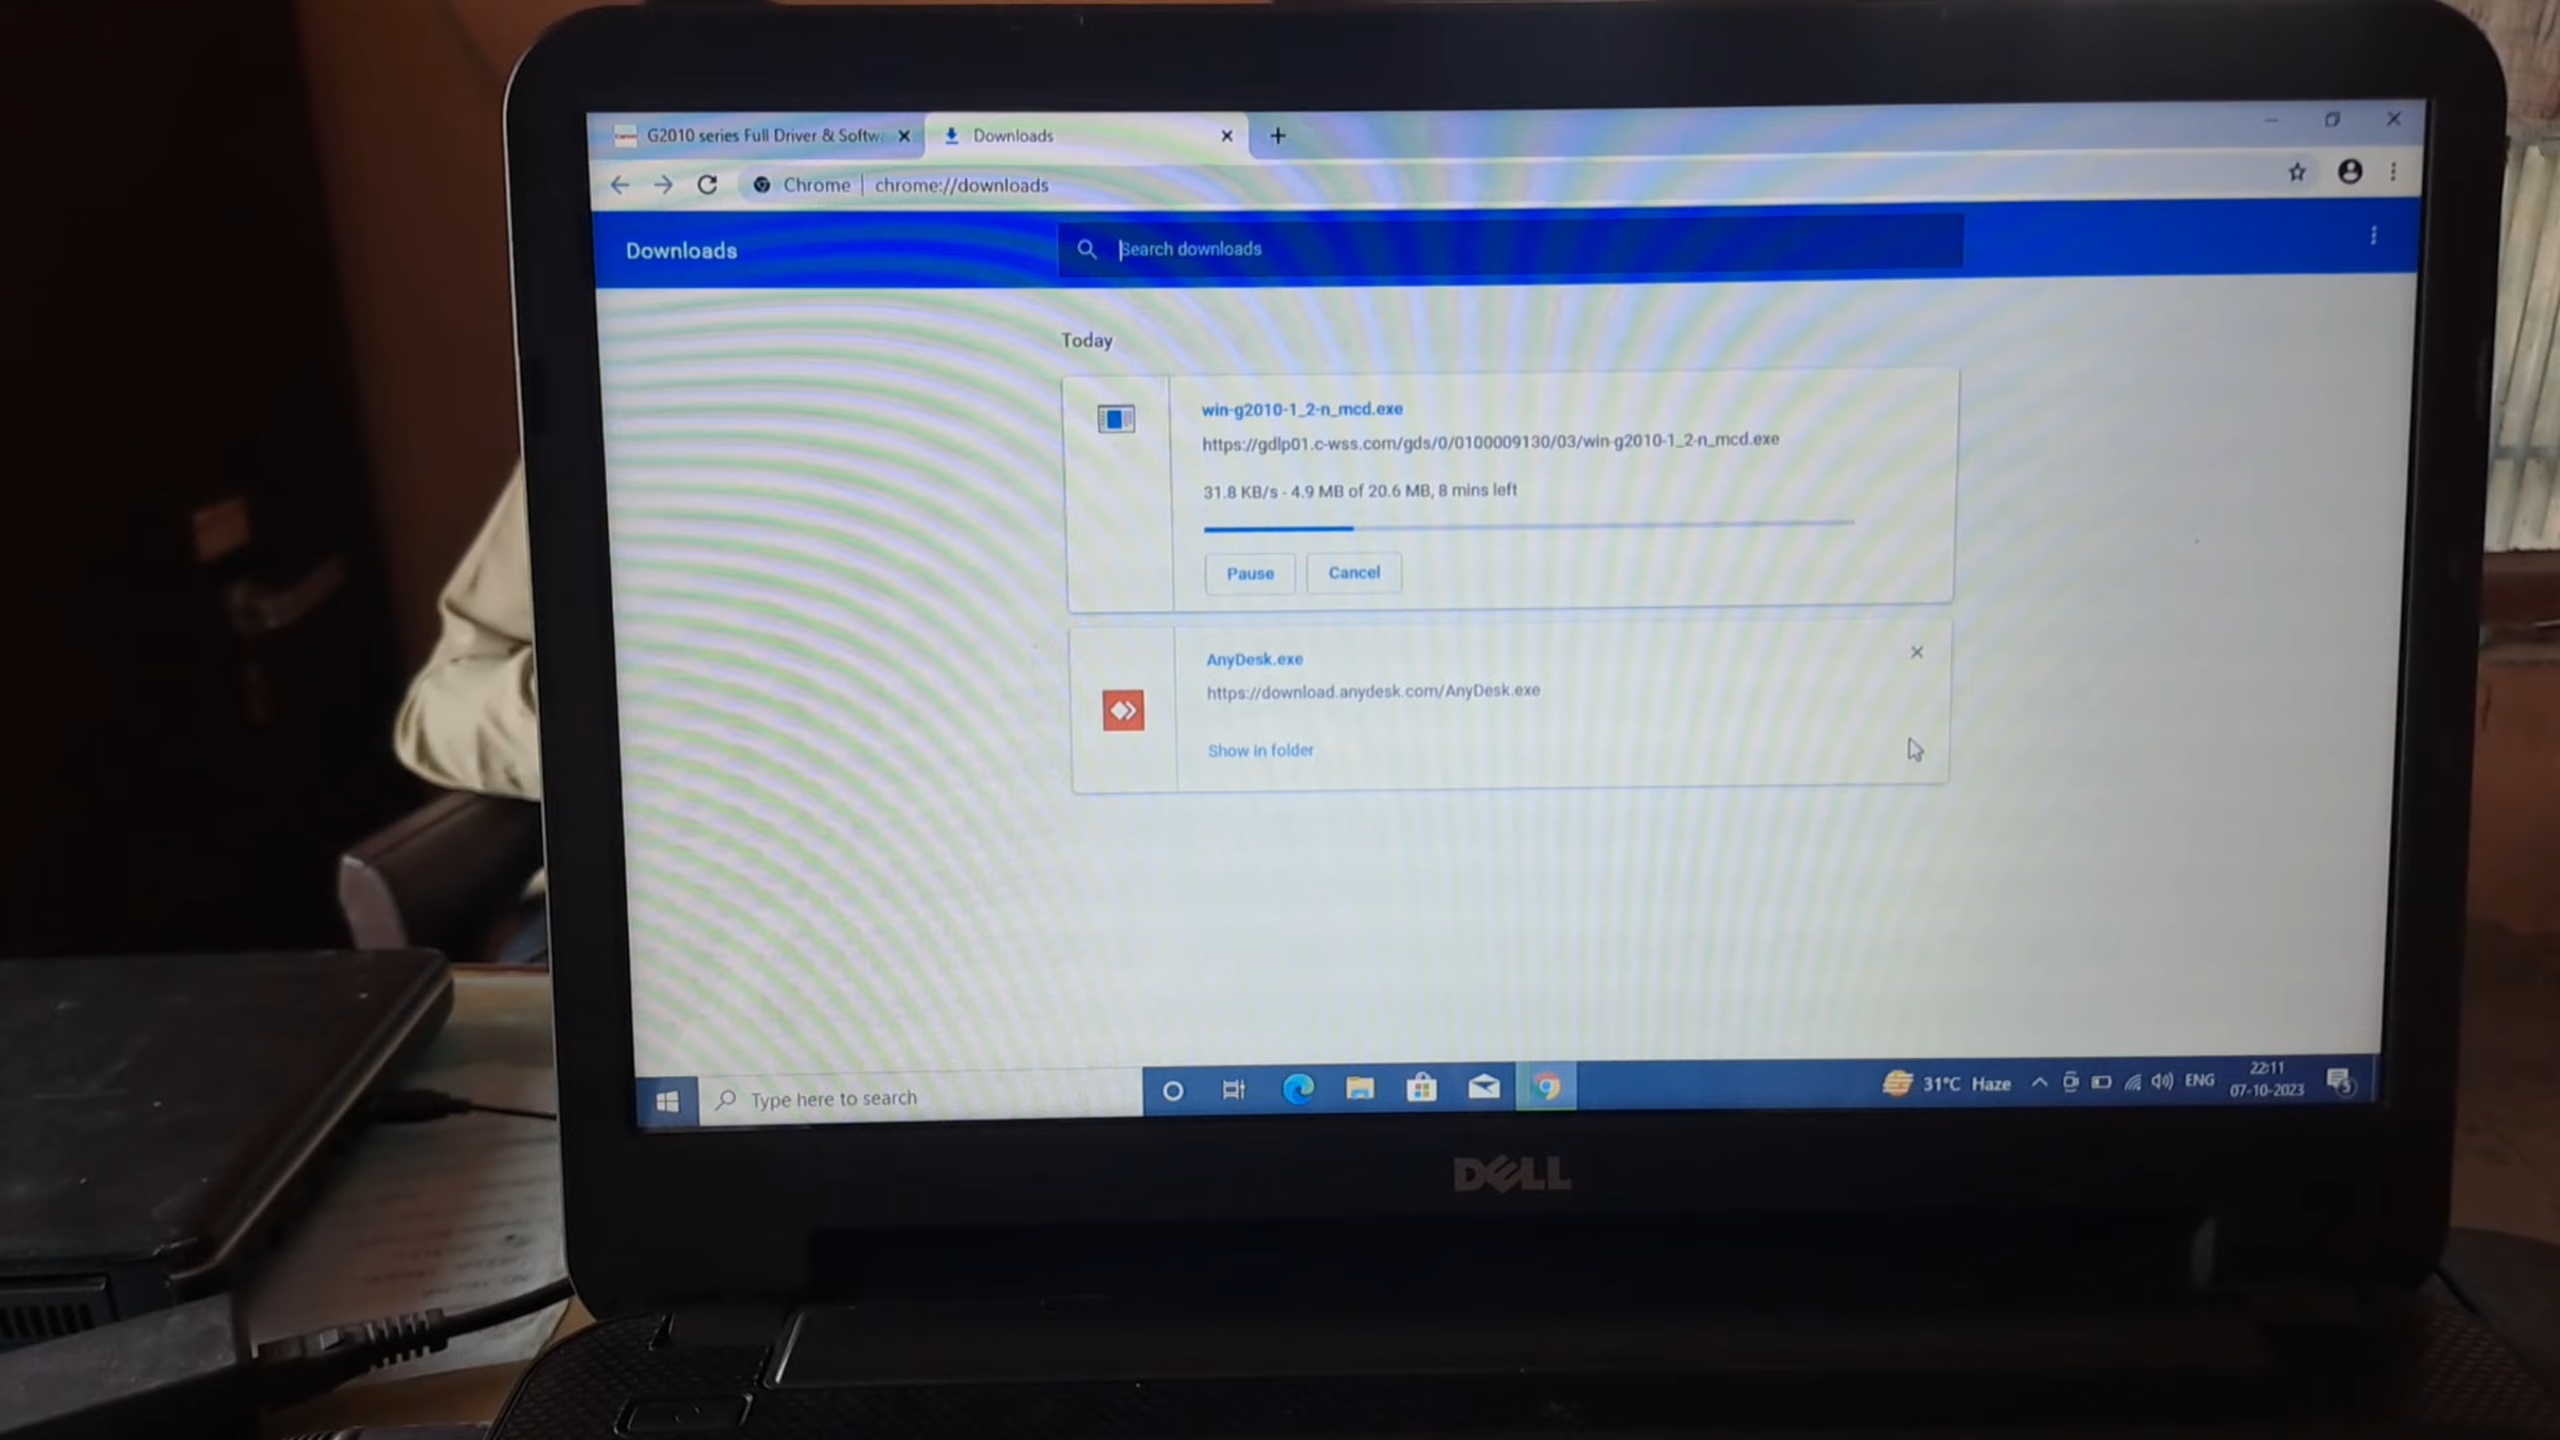 G2010 series Full Driver & Softw
Downloads
Chrome | chrome://downloads
Downloads
Search downloads
Today
win-g2010-1_2-n_mcd.exe
https://gdlp01.c-wss.com/gds/0/0100009130/03/win-g2010-1_2-n_mcd.exe
31.8 KB/s - 4.9 MB of 20.6 MB, 8 mins left
Pause
Cancel
AnyDesk.exe
https://download.anydesk.com/AnyDesk.exe
Show in folder
Type here to search
31°C Haze
ENG
22:11
07-10-2023
DELL